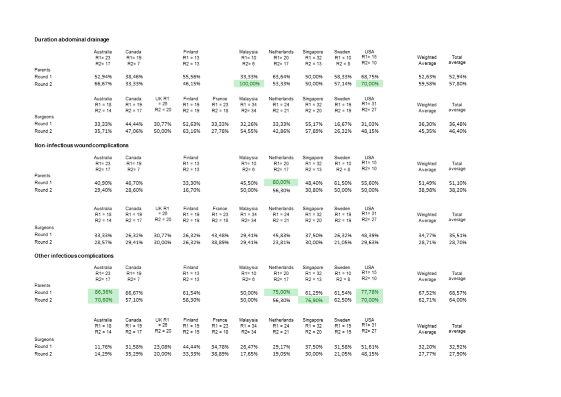 Duration abdominal drainage
Australia Canada Finland Malaysia Netherlands Singapore Sweden USA
R1= 23 R1= 19 R1 = 13 R1= 10 R1= 20 R1 = 32 R1 = 10 R1= 15 Weighted Total
R2= 17 R2= 7 R2 = 13 R2= 6 R2= 17 R2= 13 R2 = 8 R2= 10 Average Average
Parents
Round 1 52,94% 38,46% 55,56% 33,33% 63,64% 50,00% 58,33% 68,75% 52,63% 52,94%
Round 2 66,67% 33,33% 46,15% 100,00% 53,33% 50,00% 57,14% 70,00% 59,58% 57,80%
Australia Canada UK R1 Finland France Malaysia Netherlands Singapore Sweden USA
R1 = 18 R1 = 19 = 26 R1 = 19 R1 = 23 R1 = 34 R1 = 24 R1 = 32 R1 = 19 R1= 31 Weighted Total
R2 = 14 R2 = 17 R2 = 20 R2 = 19 R2 = 18 R2= 34 R2 = 21 R2 = 20 R2 = 19 R2= 27 Average average
Surgeons
Round 1 33,33% 44,44% 30,77% 52,63% 33,33% 32,26% 33,33% 55,17% 16,67% 31,03% 36,30% 36,48%
Round 2 35,71% 47,06% 50,00% 63,16% 27,78% 54,55% 42,86% 57,89% 26,32% 48,15% 45,35% 46,40%
Non-infectious wound complications
Australia Canada Finland Malaysia Netherlands Singapore Sweden USA
R1= 23 R1= 19 R1 = 13 R1= 10 R1= 20 R1 = 32 R1 = 10 R1= 15 Weighted Total
R2= 17 R2= 7 R2 = 13 R2= 6 R2= 17 R2= 13 R2 = 8 R2= 10 Average Average
Parents
Round 1 40,90% 46,70% 33,33% 45,50% 80,00% 48,40% 61,50% 55,60% 51,49% 51,10%
Round 2 29,40% 28,60% 16,70% 50,00% 56,30% 30,80% 50,00% 50,00% 38,98% 38,20%
Australia Canada UK R1 Finland France Malaysia Netherlands Singapore Sweden USA
R1 = 18 R1 = 19 = 26 R1 = 19 R1 = 23 R1 = 34 R1 = 24 R1 = 32 R1 = 19 R1= 31 Weighted Total
R2 = 14 R2 = 17 R2 = 20 R2 = 19 R2 = 18 R2= 34 R2 = 21 R2 = 20 R2 = 19 R2= 27 Average average
Surgeons
Round 1 33,33% 26,32% 30,77% 26,32% 43,48% 29,41% 45,83% 37,50% 31,58% 48,39% 34,77% 35,51%
Round 2 28,57% 29,41% 30,00% 26,32% 38,89% 29,41% 23,81% 30,00% 21,05% 29,63% 28,71% 28,70%
Other infectious complications
Australia Canada Finland Malaysia Netherlands Singapore Sweden USA
R1= 23 R1= 19 R1 = 13 R1= 10 R1= 20 R1 = 32 R1 = 10 R1= 15 Weighted Total
R2= 17 R2= 7 R2 = 13 R2= 6 R2= 17 R2= 13 R2 = 8 R2= 10 Average Average
Parents
Round 1 86,36% 66,67% 61,54% 54,50% 75,00% 61,29% 61,54% 77,78% 67,52% 68,57%
Round 2 70,60% 57,10% 58,30% 50,00% 56,30% 76,90% 62,50% 70,00% 62,71% 64,00%
Australia Canada UK R1 Finland France Malaysia Netherlands Singapore Sweden USA
R1 = 18 R1 = 19 = 26 R1 = 19 R1 = 23 R1 = 34 R1 = 24 R1 = 32 R1 = 19 R1= 31 Weighted Total
R2 = 14 R2 = 17 R2 = 20 R2 = 19 R2 = 18 R2= 34 R2 = 21 R2 = 20 R2 = 19 R2= 27 Average average
Surgeons
Round 1 11,76% 31,58% 23,08% 44,44% 34,78% 26,47% 29,17% 37,50% 31,58% 51,61% 32,20% 32,92%
Round 2 14,29% 35,29% 20,00% 33,33% 38,89% 17,65% 19,05% 30,00% 21,05% 48,15% 27,77% 27,90%